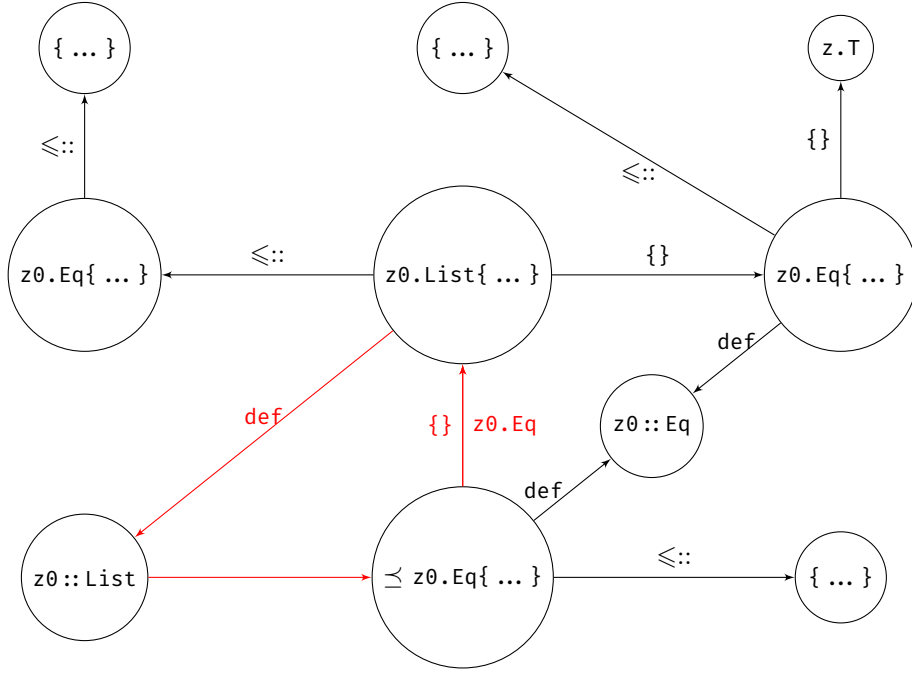 { … }
{ … }
z.T
⩽::
⩽::
{}
z0.Eq{ … }
⩽::
z0.List{ … }
{}
z0.Eq{ … }
def
def
{} z0.Eq
z0::Eq
def
z0::List
⪯ z0.Eq{ … }
⩽::
{ … }